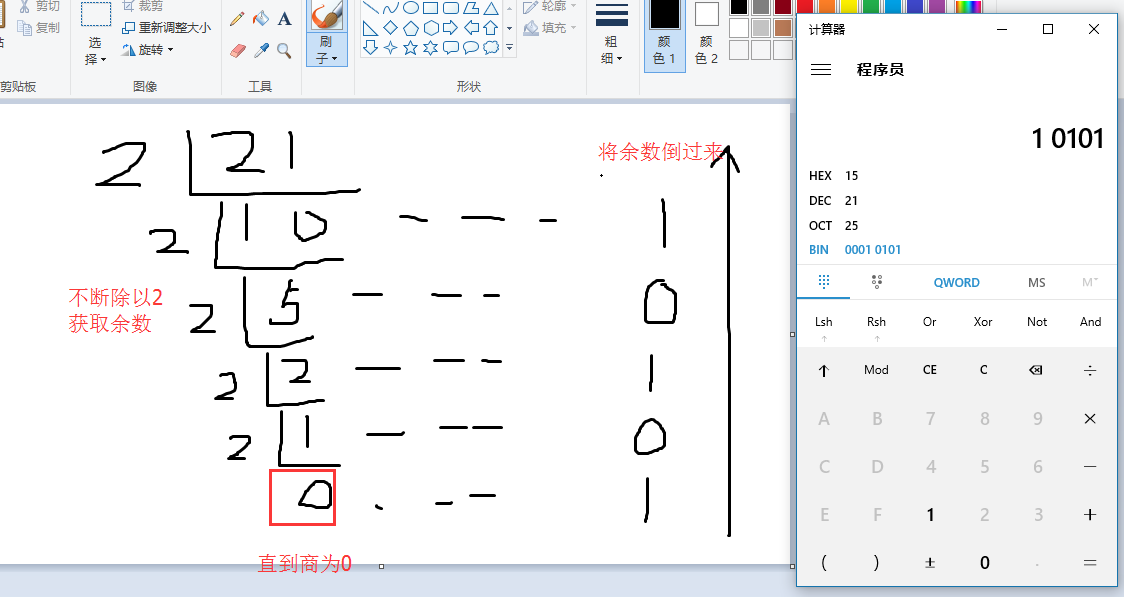 剪切
复制
剪贴板
选
择
裁剪
重新调整大小
旋转
图像
A
工具
刷
子
轮廓
填充
形状
粗
细
颜
色 1
颜
色 2
2 21
2 10 1
2 5 0
2 2 1
2 1 0
0 1
将余数倒过来
不断除以2
获取余数
直到商为0
计算器
程序员
1 0101
HEX 15
DEC 21
OCT 25
BIN 0001 0101
QWORD MS M
Lsh Rsh Or Xor Not And
↑ Mod CE C ÷
A B 7 8 9 ×
C D 4 5 6 −
E F 1 2 3 +
( ) ± 0 . =